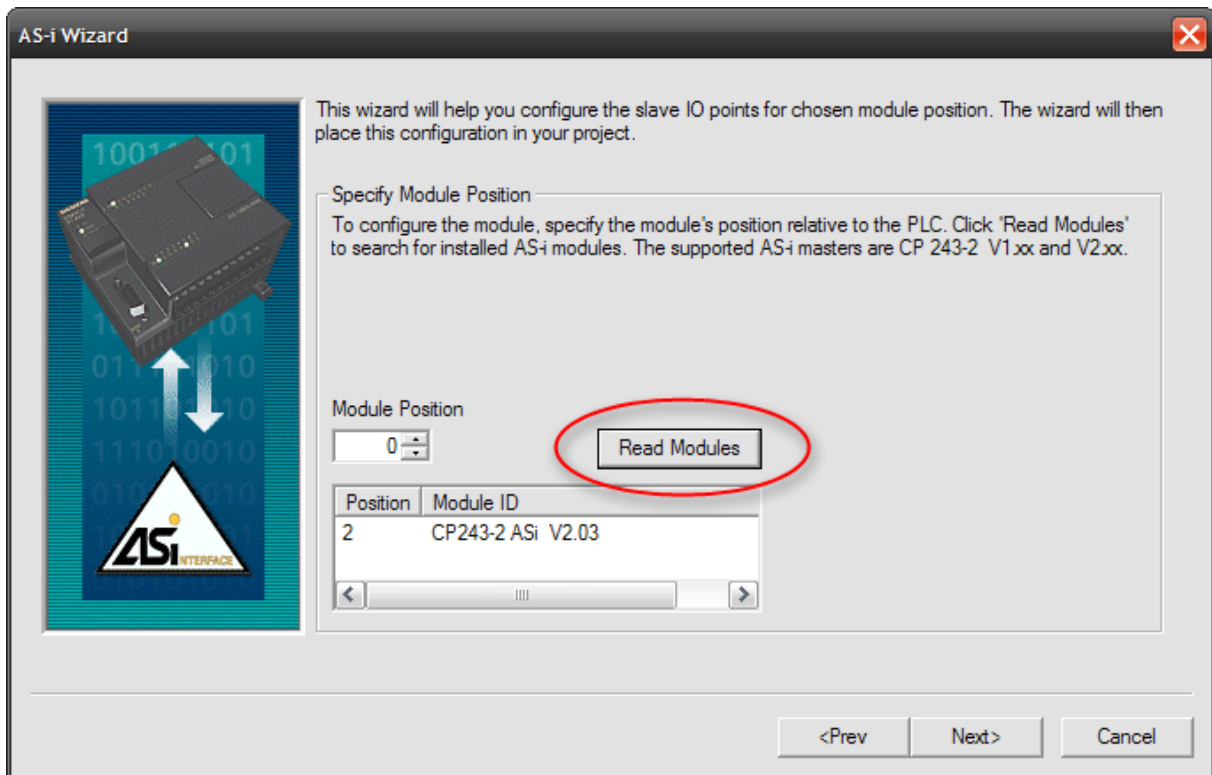 AS-i Wizard
This wizard will help you configure the slave IO points for chosen module position. The wizard will then
place this configuration in your project.
Specify Module Position
To configure the module, specify the module's position relative to the PLC. Click "Read Modules"
to search for installed AS-i modules. The supported AS-i masters are CP 243-2 V1.xx and V2.xx.
Module Position
0
Read Modules
Position Module ID
2 CP243-2 ASi V2.03
ASi INTERFACE
<Prev Next> Cancel